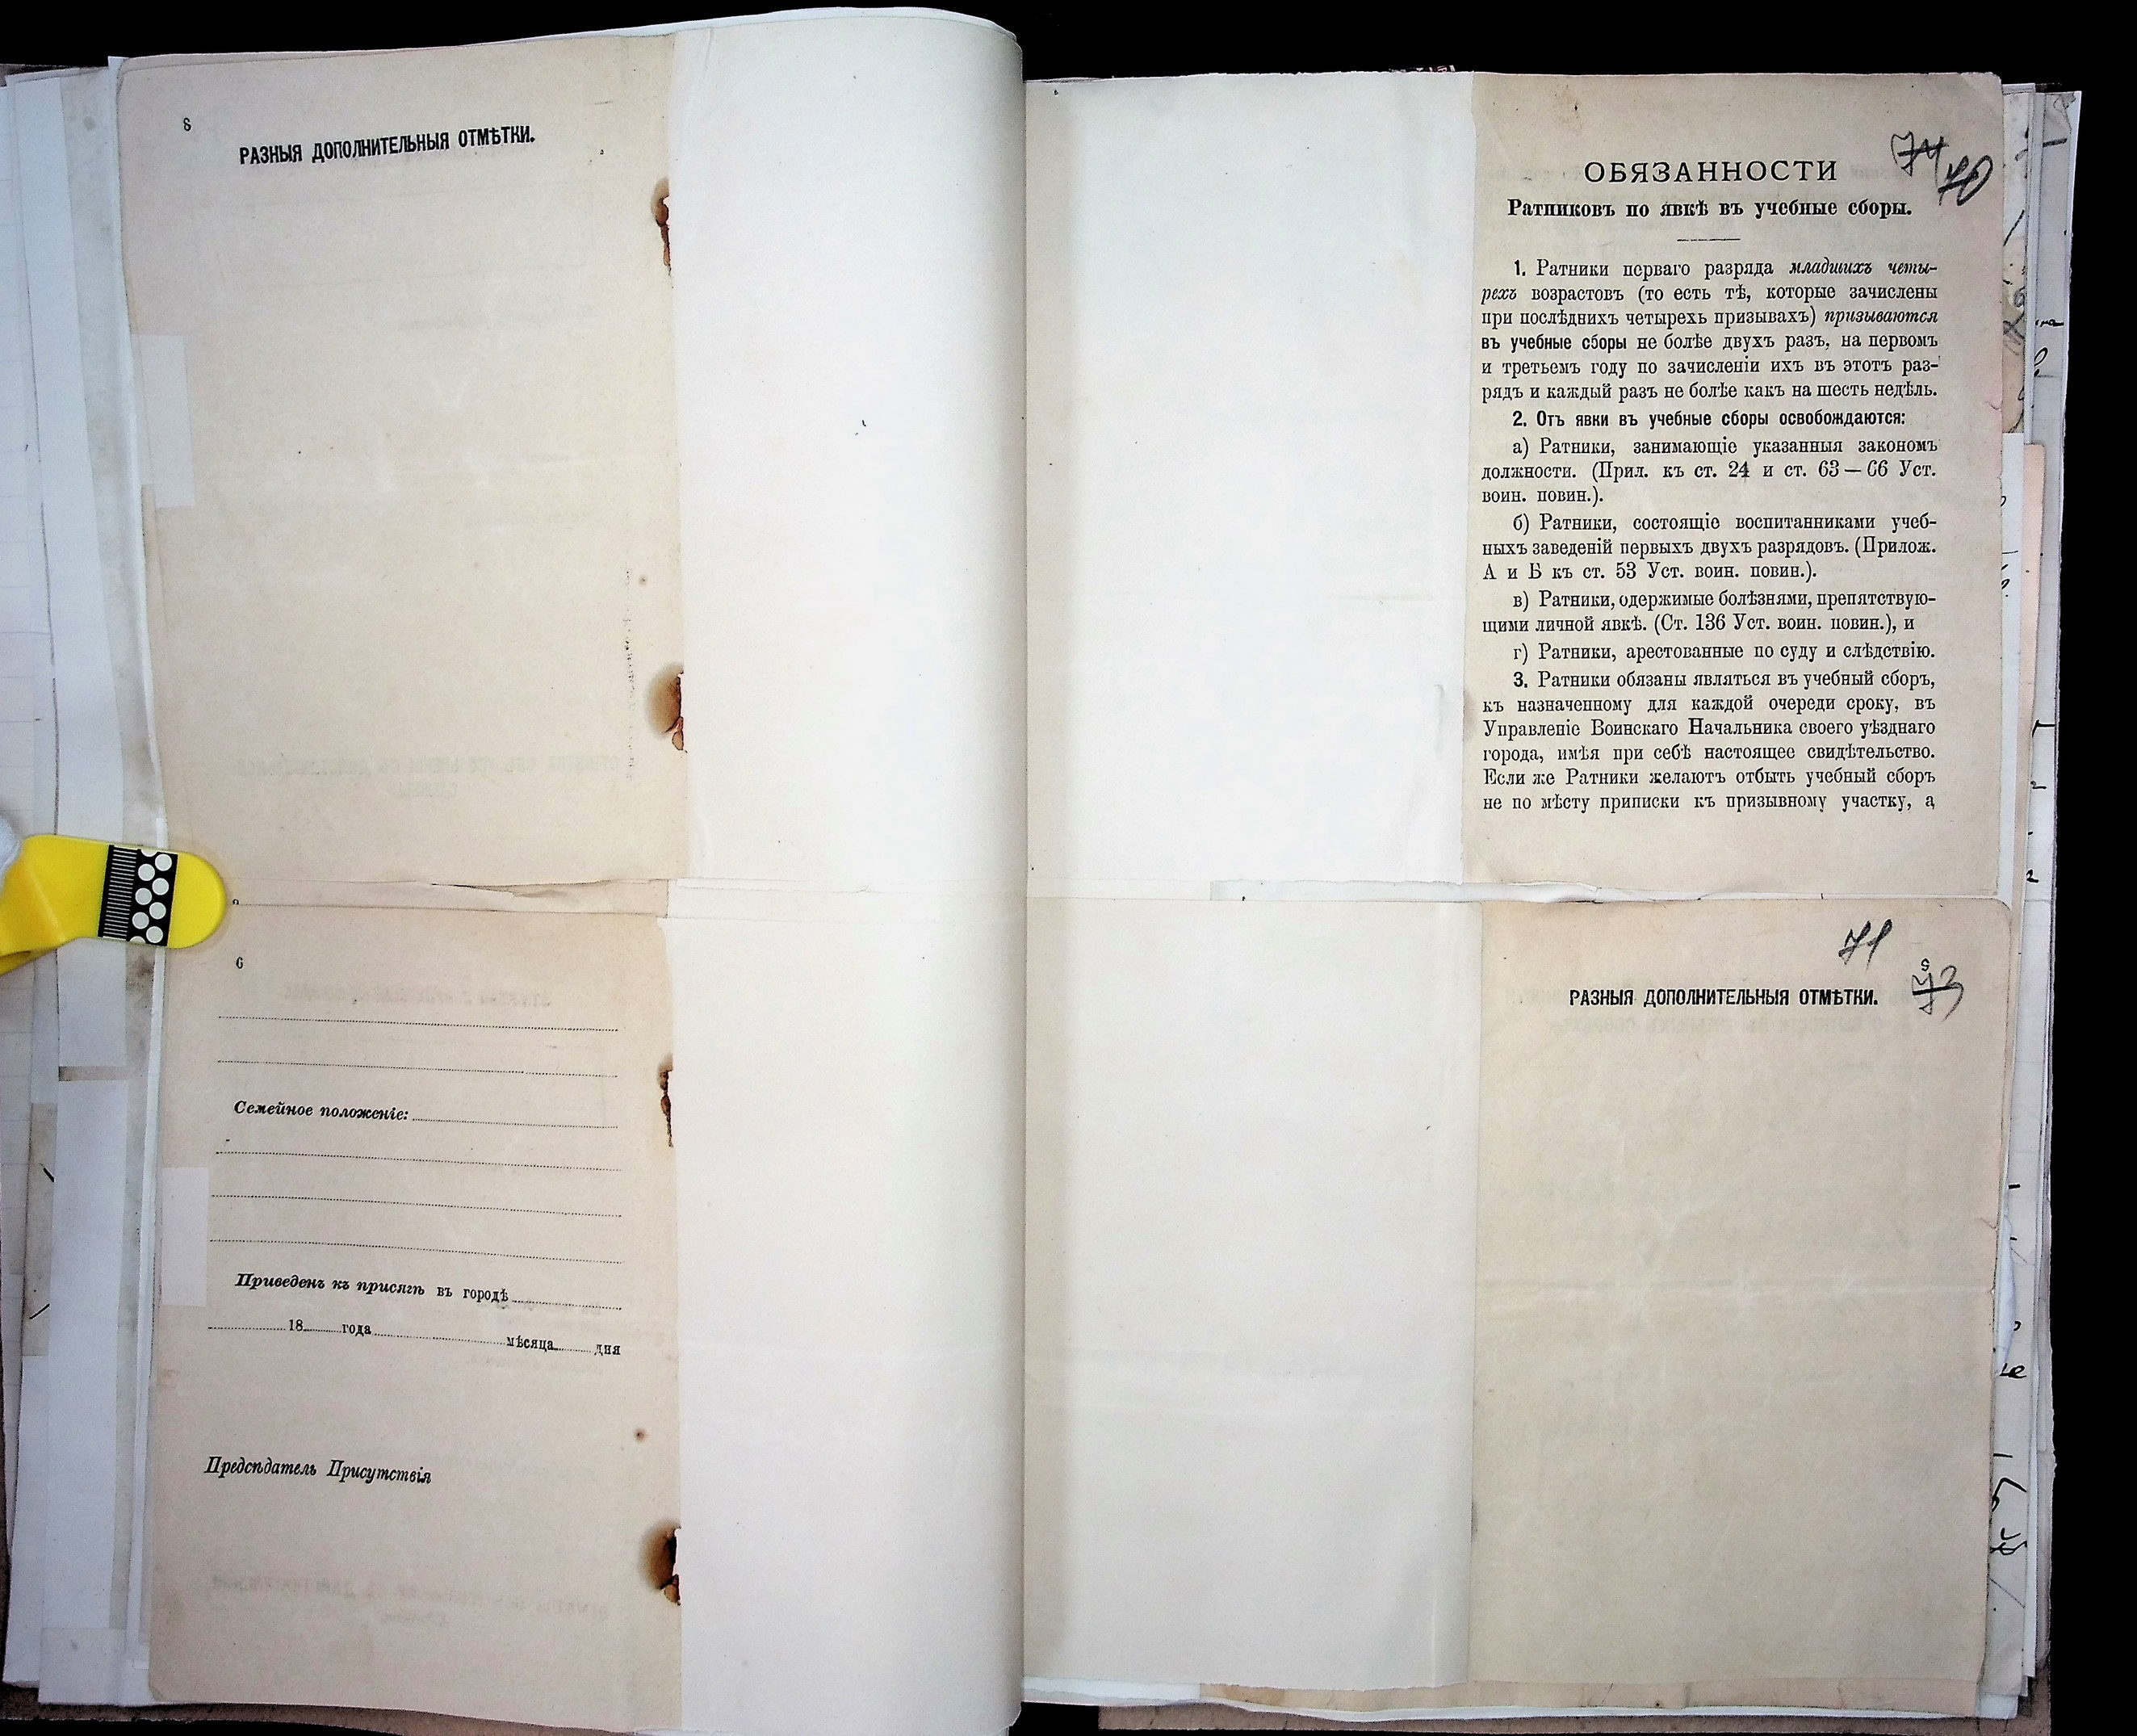 8
РАЗНЫЯ ДОПОЛНИТЕЛЬНЫЯ ОТМѢТКИ.
6
Семейное положеніе:
Приведенъ къ присягѣ въ городѣ
18 года мѣсяца дня
Предсѣдатель Присутствія
74
70
ОБЯЗАННОСТИ
Ратниковъ по явкѣ въ учебные сборы.
1. Ратники перваго разряда младшихъ четы-
рехъ возрастовъ (то есть тѣ, которые зачислены
при послѣднихъ четырехъ призывахъ) призываются
въ учебные сборы не болѣе двухъ разъ, на первомъ
и третьемъ году по зачисленіи ихъ въ этотъ раз-
рядъ и каждый разъ не болѣе какъ на шесть недѣль.
2. Отъ явки въ учебные сборы освобождаются:
а) Ратники, занимающіе указанныя закономъ
должности. (Прил. къ ст. 24 и ст. 63 — 66 Уст.
воин. повин.).
б) Ратники, состоящіе воспитанниками учеб-
ныхъ заведеній первыхъ двухъ разрядовъ. (Прилож.
А и Б къ ст. 53 Уст. воин. повин.).
в) Ратники, одержимые болѣзнями, препятствую-
щими личной явкѣ. (Ст. 136 Уст. воин. повин.), и
г) Ратники, арестованные по суду и слѣдствію.
3. Ратники обязаны являться въ учебный сборъ,
къ назначенному для каждой очереди сроку, въ
Управленіе Воинскаго Начальника своего уѣзднаго
города, имѣя при себѣ настоящее свидѣтельство.
Если же Ратники желаютъ отбыть учебный сборъ
не по мѣсту приписки къ призывному участку, а
71
РАЗНЫЯ ДОПОЛНИТЕЛЬНЫЯ ОТМѢТКИ.